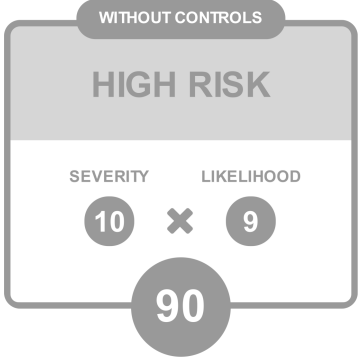 WITHOUT CONTROLS
HIGH RISK
SEVERITY LIKELIHOOD
10 × 9
90